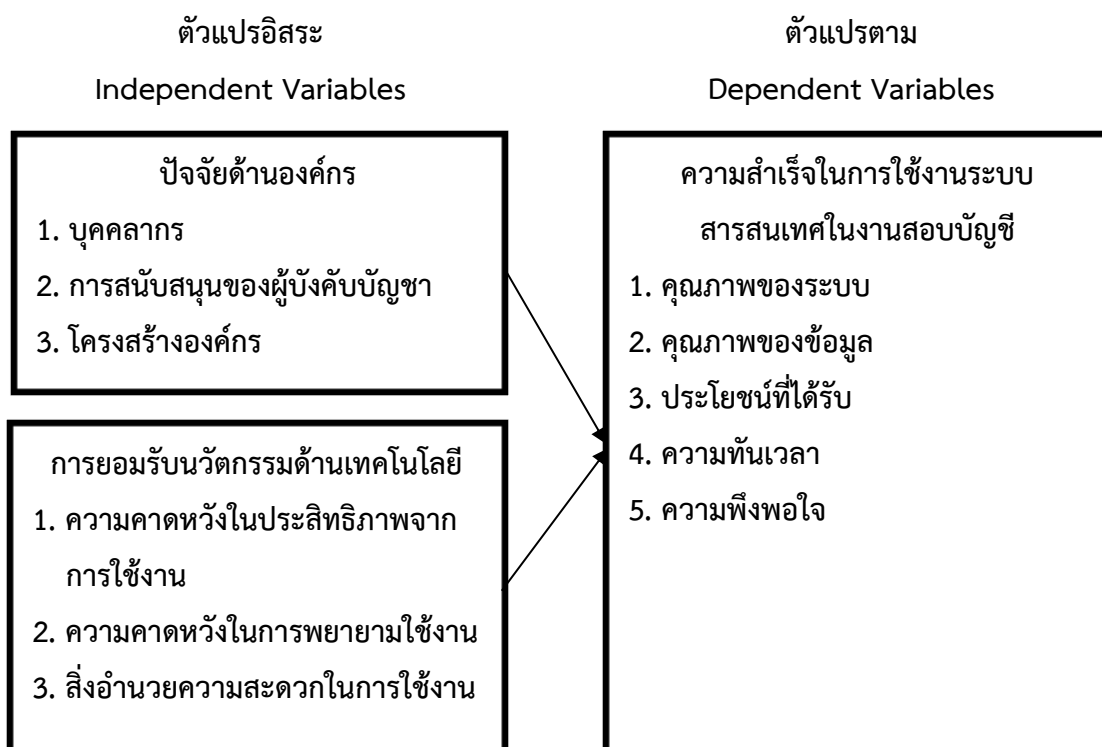 ตัวแปรอิสระ
Independent Variables
ปัจจัยด้านองค์กร
1. บุคคลากร
2. การสนับสนุนของผู้บังคับบัญชา
3. โครงสร้างองค์กร
การยอมรับนวัตกรรมด้านเทคโนโลยี
1. ความคาดหวังในประสิทธิภาพจาก
การใช้งาน
2. ความคาดหวังในการพยายามใช้งาน
3. สิ่งอำนวยความสะดวกในการใช้งาน
ตัวแปรตาม
Dependent Variables
ความสำเร็จในการใช้งานระบบ
สารสนเทศในงานสอบบัญชี
1. คุณภาพของระบบ
2. คุณภาพของข้อมูล
3. ประโยชน์ที่ได้รับ
4. ความทันเวลา
5. ความพึงพอใจ